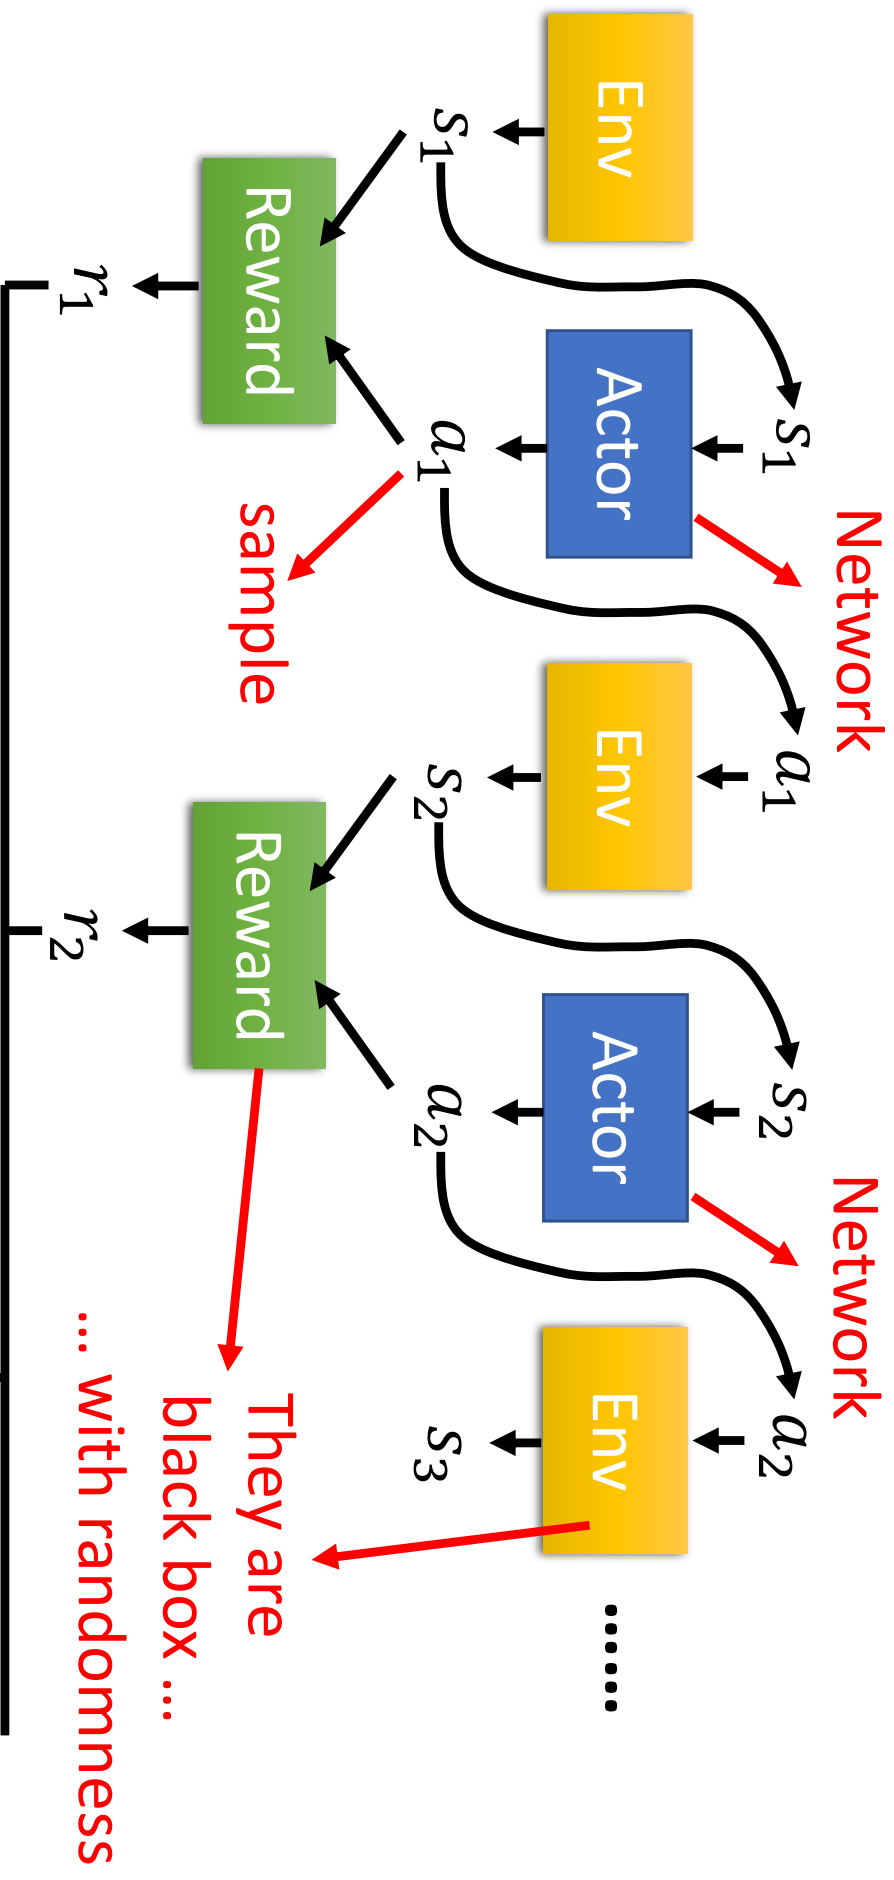 Network
Network
s₁
a₁
s₂
a₂
Env
Actor
Env
Actor
Env
......
s₁
a₁
s₂
a₂
s₃
Reward
sample
Reward
They are
black box ...
... with randomness
r₁
r₂